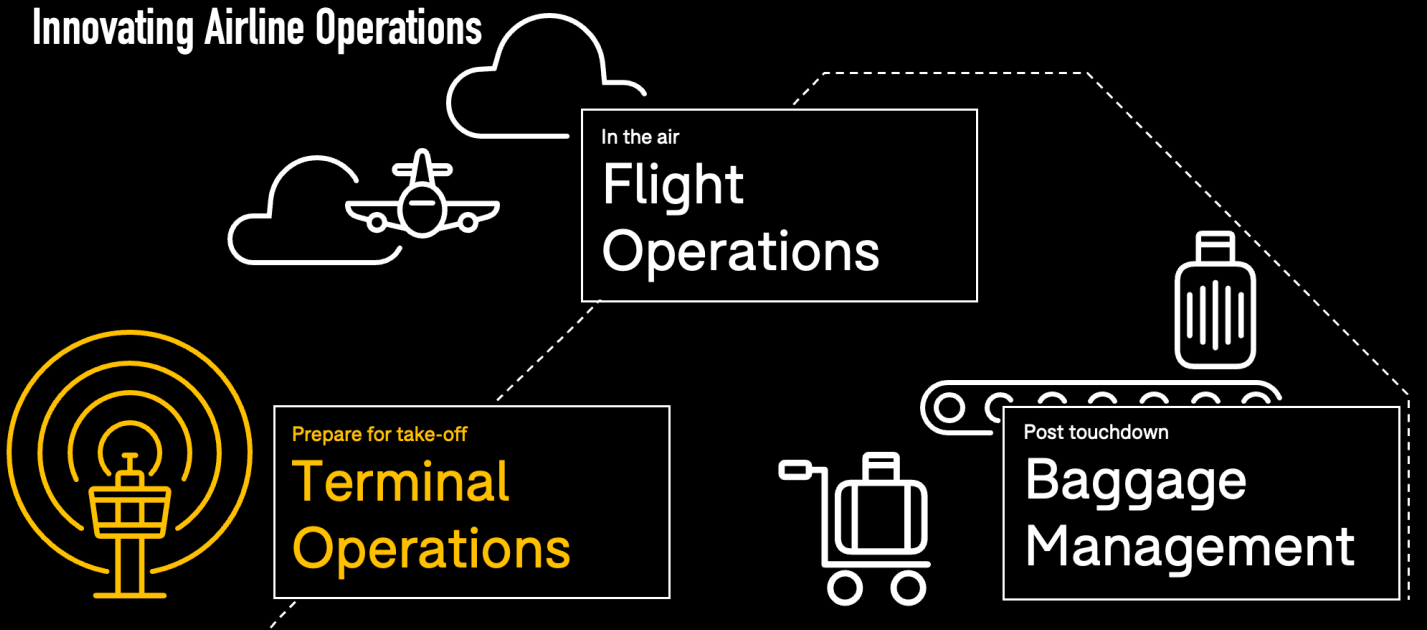 Innovating Airline Operations
In the air
Flight
Operations
Prepare for take-off
Terminal
Operations
Post touchdown
Baggage
Management